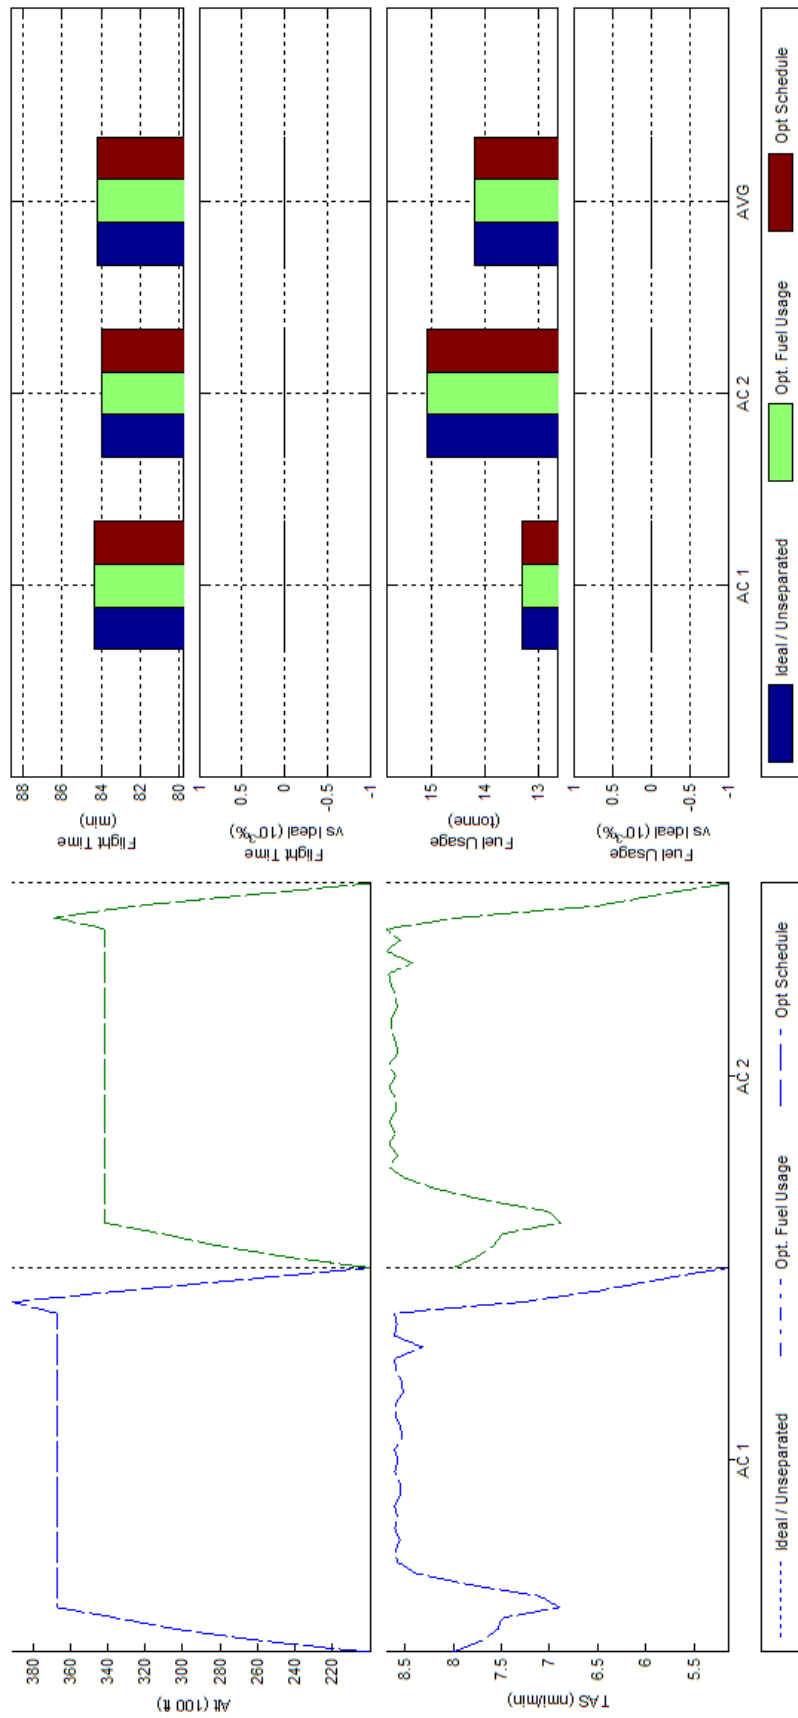 380
340
300
260
220
Alt (100 ft)
8.5
8
7.5
7
6.5
6
5.5
TAS (nmi/min)
AC 1
AC 2
Ideal / Unseparated
Opt. Fuel Usage
Opt Schedule
88
86
84
82
80
Flight Time
(min)
1
0.5
0
-0.5
-1
Flight Time
vs Ideal (10^-3%)
15
14
13
Fuel Usage
(tonne)
1
0.5
0
-0.5
-1
Fuel Usage
vs Ideal (10^-3%)
AC 1
AC 2
AVG
Ideal / Unseparated
Opt. Fuel Usage
Opt Schedule